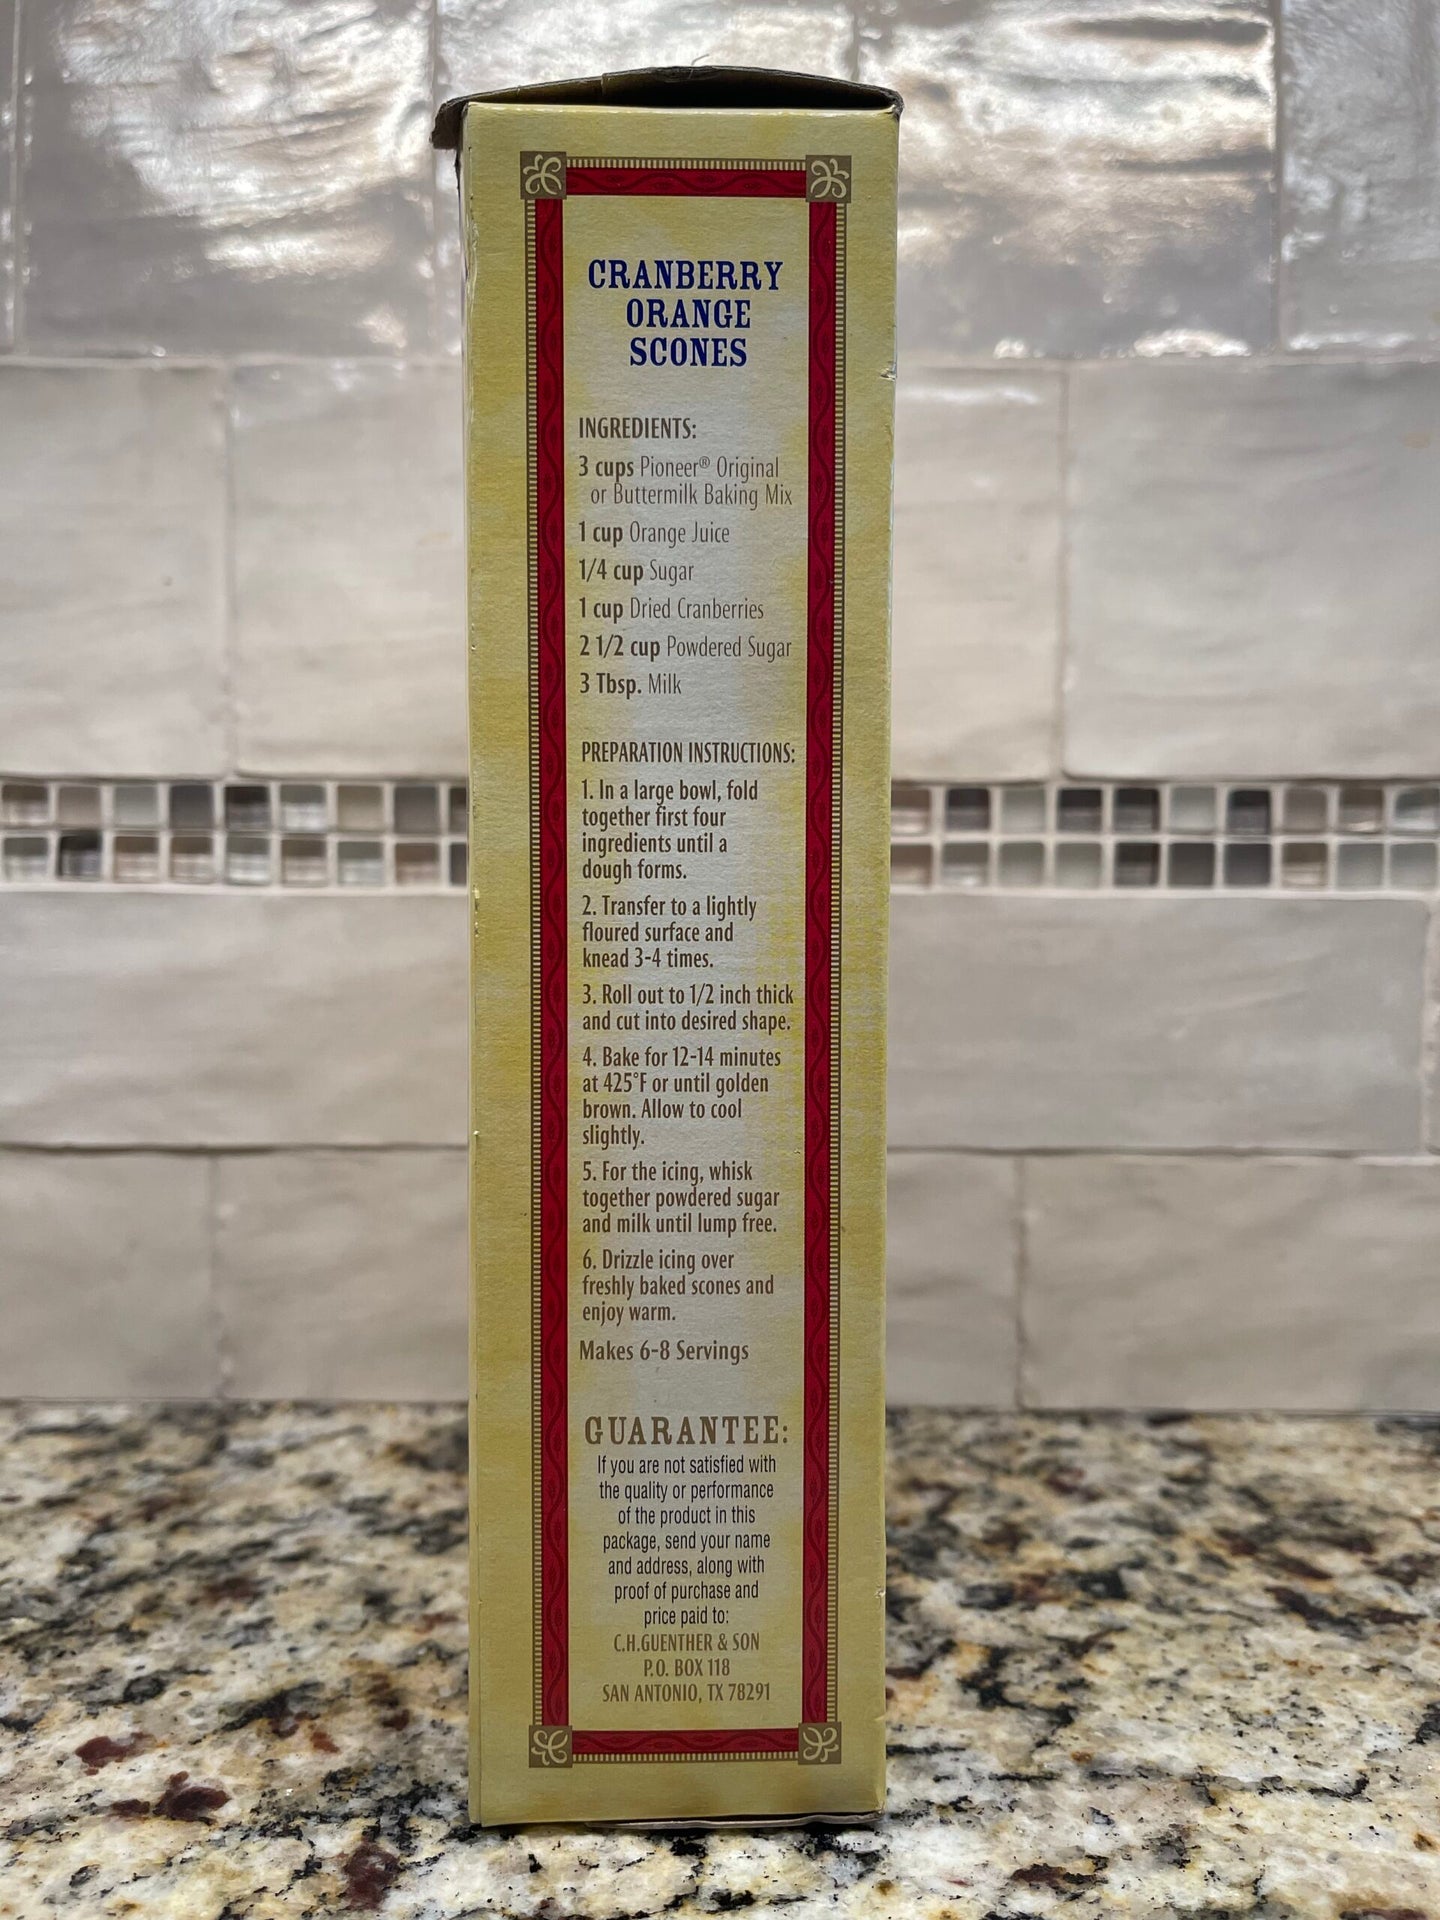 CRANBERRY
ORANGE
SCONES
INGREDIENTS:
3 cups Pioneer® Original
or Buttermilk Baking Mix
1 cup Orange Juice
1/4 cup Sugar
1 cup Dried Cranberries
2 1/2 cup Powdered Sugar
3 Tbsp. Milk
PREPARATION INSTRUCTIONS:
1. In a large bowl, fold
together first four
ingredients until a
dough forms.
2. Transfer to a lightly
floured surface and
knead 3-4 times.
3. Roll out to 1/2 inch thick
and cut into desired shape.
4. Bake for 12-14 minutes
at 425°F or until golden
brown. Allow to cool
slightly.
5. For the icing, whisk
together powdered sugar
and milk until lump free.
6. Drizzle icing over
freshly baked scones and
enjoy warm.
Makes 6-8 Servings
GUARANTEE:
If you are not satisfied with
the quality or performance
of the product in this
package, send your name
and address, along with
proof of purchase and
price paid to:
C.H.GUENTHER & SON
P.O. BOX 118
SAN ANTONIO, TX 78291